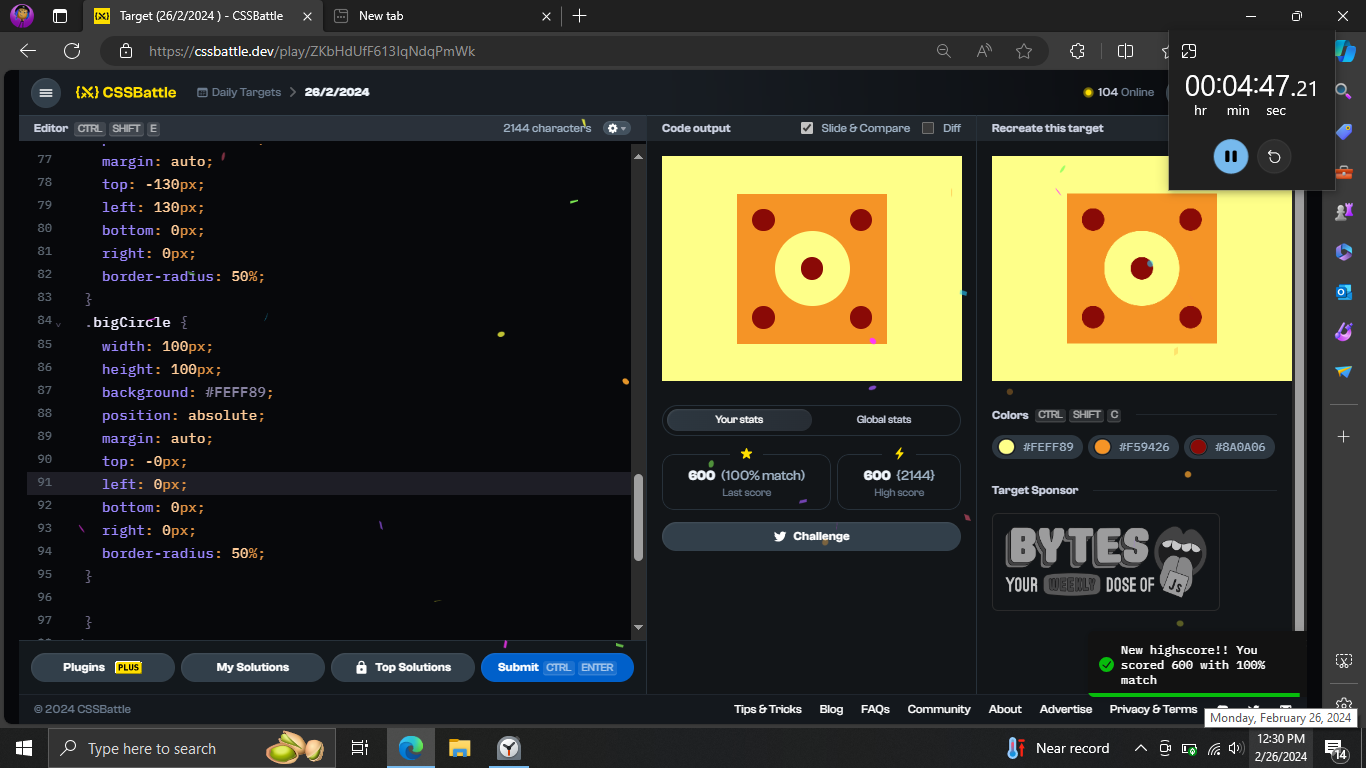 Target (26/2/2024 ) - CSSBattle
New tab
https://cssbattle.dev/play/ZKbHdUfF613IqNdqPmWk
00:04:47.21
hr min sec
{X} CSSBATTLE
Daily Targets > 26/2/2024
104 Online
Editor CTRL SHIFT E
2144 characters
Code output
Slide & Compare
Diff
Recreate this target
77 margin: auto;
78 top: -130px;
79 left: 130px;
80 bottom: 0px;
81 right: 0px;
82 border-radius: 50%;
83 }
84 .bigCircle {
85 width: 100px;
86 height: 100px;
87 background: #FEFF89;
88 position: absolute;
89 margin: auto;
90 top: -0px;
91 left: 0px;
92 bottom: 0px;
93 right: 0px;
94 border-radius: 50%;
95 }
96
97 }
Your stats
Global stats
600 (100% match)
Last score
600 {2144}
High score
Challenge
Colors CTRL SHIFT C
#FEFF89 #F59426 #8A0A06
Target Sponsor
BYTES
YOUR WEEKLY DOSE OF JS
Plugins PLUS
My Solutions
Top Solutions
Submit CTRL ENTER
New highscore!! You
scored 600 with 100%
match
© 2024 CSSBattle
Tips & Tricks Blog FAQs Community About Advertise Privacy & Terms
Monday, February 26, 2024
Type here to search
Near record
12:30 PM
2/26/2024
14